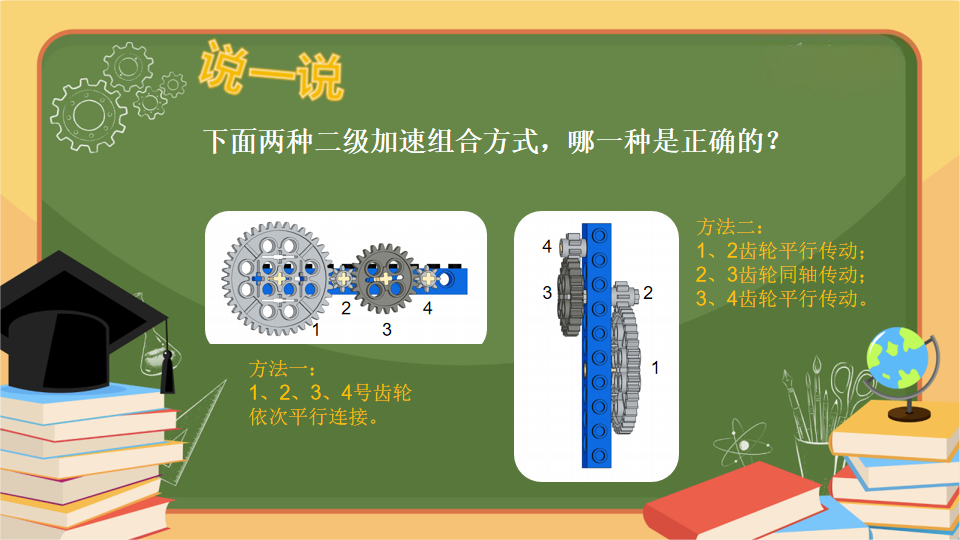 说一说
下面两种二级加速组合方式，哪一种是正确的？
1
2
3
4
方法一：
1、2、3、4号齿轮
依次平行连接。
4
3
2
1
方法二：
1、2齿轮平行传动；
2、3齿轮同轴传动；
3、4齿轮平行传动。